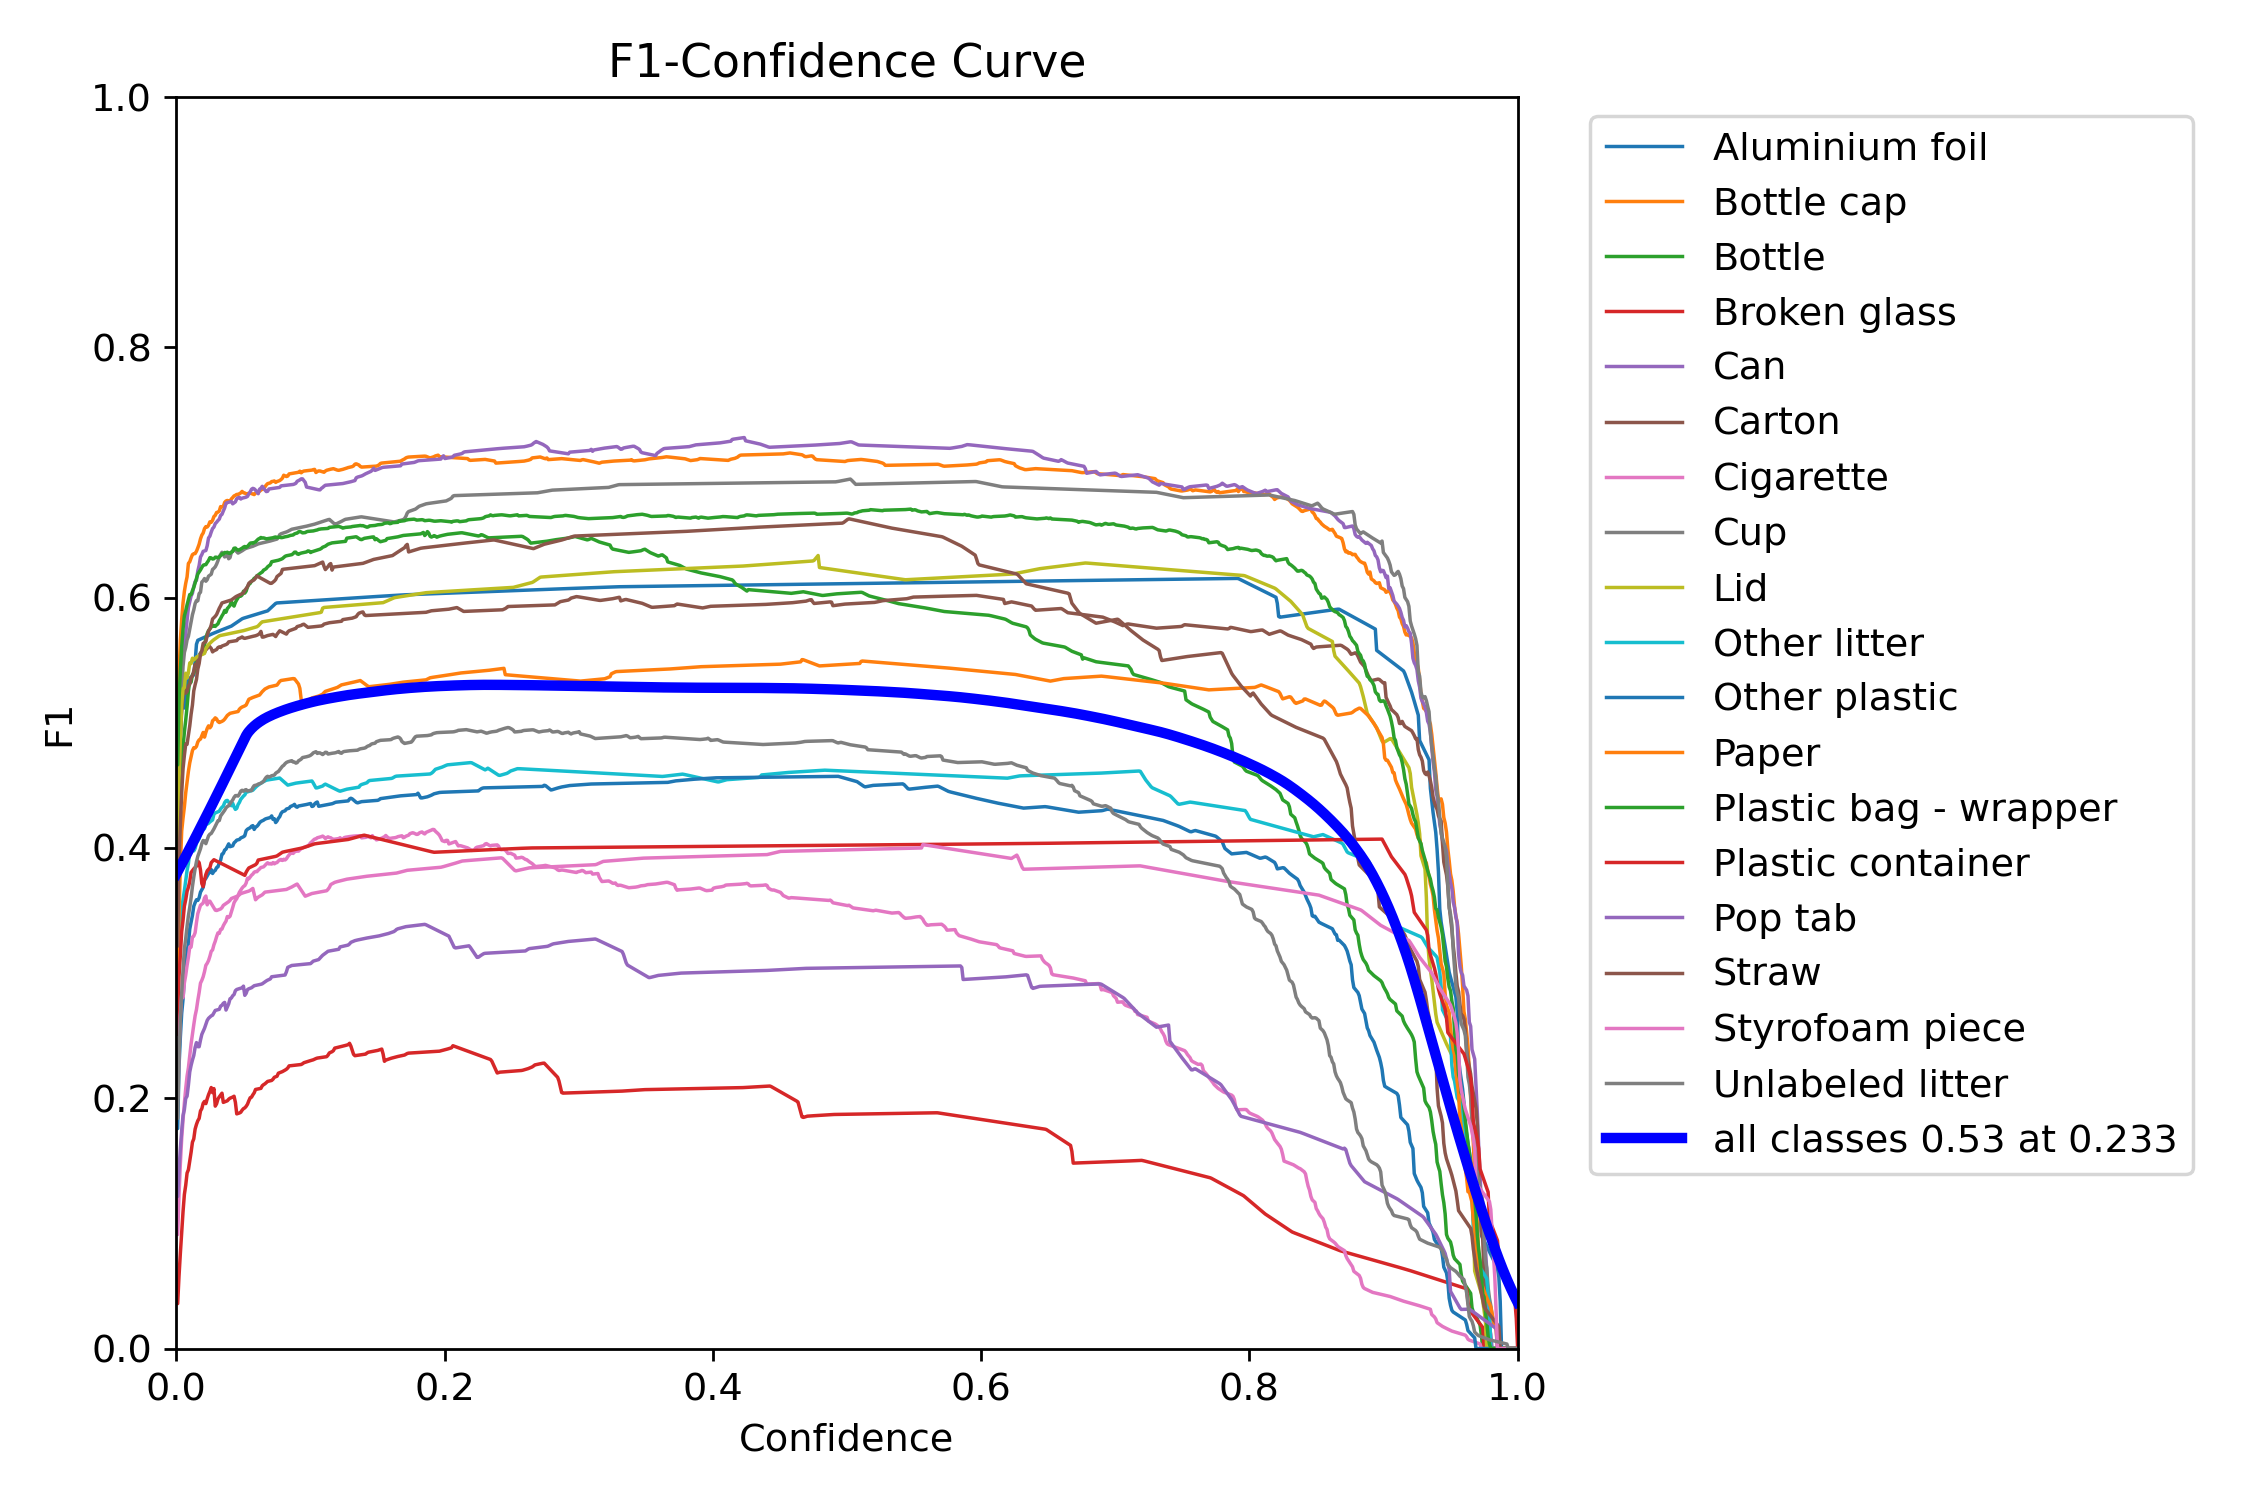 F1-Confidence Curve
1.0
0.8
0.6
0.4
0.2
0.0
F1
0.0 0.2 0.4 0.6 0.8 1.0
Confidence
Aluminium foil
Bottle cap
Bottle
Broken glass
Can
Carton
Cigarette
Cup
Lid
Other litter
Other plastic
Paper
Plastic bag - wrapper
Plastic container
Pop tab
Straw
Styrofoam piece
Unlabeled litter
all classes 0.53 at 0.233